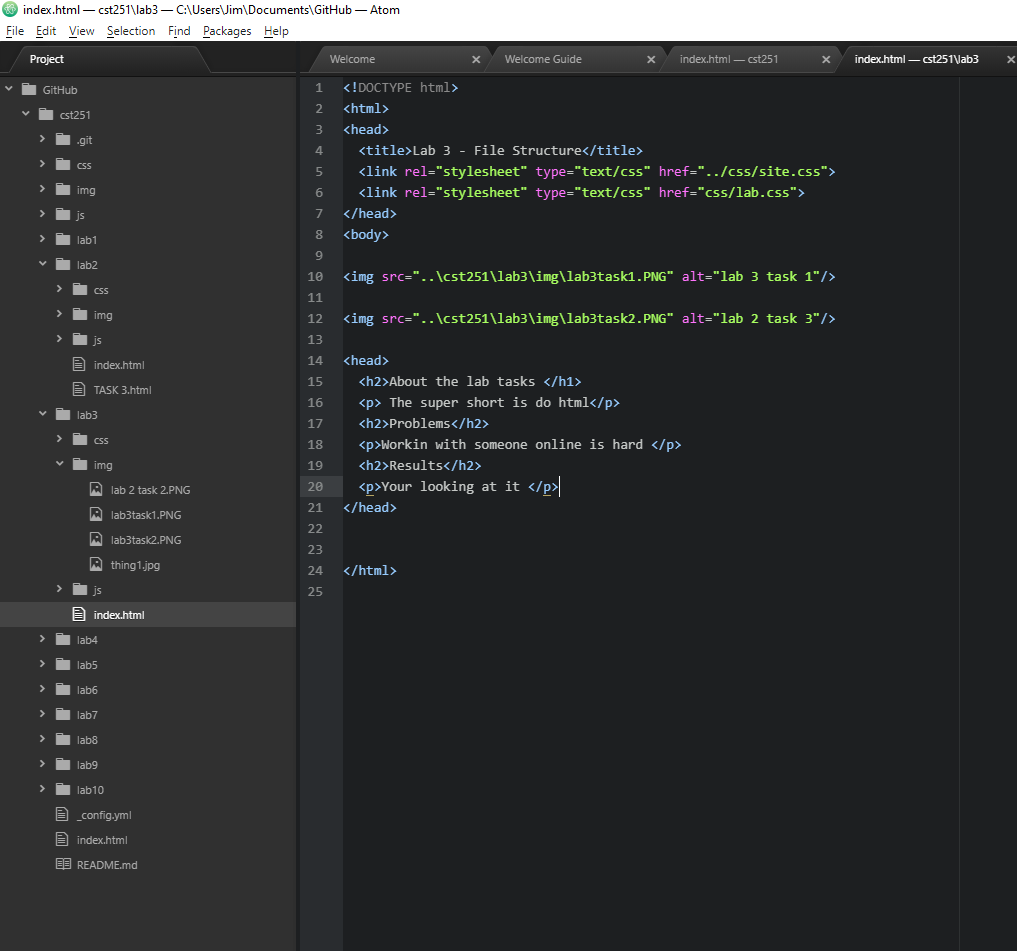 index.html — cst251\lab3 — C:\Users\Jim\Documents\GitHub — Atom
File Edit View Selection Find Packages Help
Project
GitHub
cst251
.git
css
img
js
lab1
lab2
css
img
js
index.html
TASK 3.html
lab3
css
img
lab 2 task 2.PNG
lab3task1.PNG
lab3task2.PNG
thing1.jpg
js
index.html
lab4
lab5
lab6
lab7
lab8
lab9
lab10
_config.yml
index.html
README.md
Welcome × Welcome Guide × index.html — cst251 × index.html — cst251\lab3 ×
1 <!DOCTYPE html>
2 <html>
3 <head>
4 <title>Lab 3 - File Structure</title>
5 <link rel="stylesheet" type="text/css" href="../css/site.css">
6 <link rel="stylesheet" type="text/css" href="css/lab.css">
7 </head>
8 <body>
9
10 <img src="..\cst251\lab3\img\lab3task1.PNG" alt="lab 3 task 1"/>
11
12 <img src="..\cst251\lab3\img\lab3task2.PNG" alt="lab 2 task 3"/>
13
14 <head>
15 <h2>About the lab tasks </h1>
16 <p> The super short is do html</p>
17 <h2>Problems</h2>
18 <p>Workin with someone online is hard </p>
19 <h2>Results</h2>
20 <p>Your looking at it </p>
21 </head>
22
23
24 </html>
25